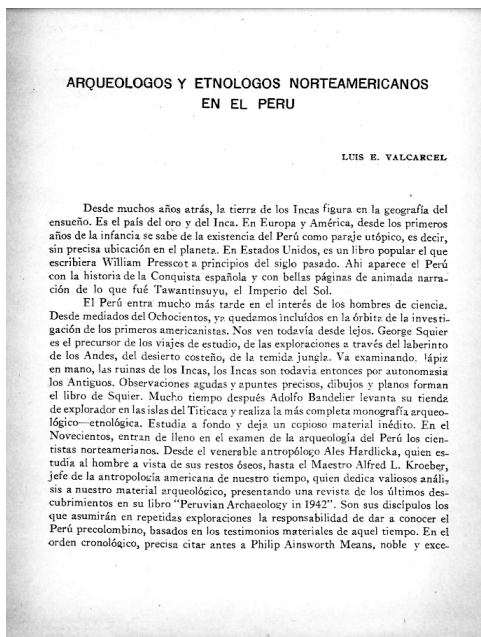 ARQUEOLOGOS Y ETNOLOGOS NORTEAMERICANOS
EN EL PERU
LUIS E. VALCARCEL
Desde muchos años atrás, la tierra de los Incas figura en la geografía del
ensueño. Es el país del oro y del Inca. En Europa y América, desde los primeros
años de la infancia se sabe de la existencia del Perú como paraje utópico, es decir,
sin precisa ubicación en el planeta. En Estados Unidos, es un libro popular el que
escribiera William Presscot a principios del siglo pasado. Ahi aparece el Perú
con la historia de la Conquista española y con bellas páginas de animada narra-
ción de lo que fué Tawantinsuyu, el Imperio del Sol.
El Perú entra mucho más tarde en el interés de los hombres de ciencia.
Desde mediados del Ochocientos, ya quedamos incluídos en la órbita de la investi-
gación de los primeros americanistas. Nos ven todavía desde lejos. George Squier
es el precursor de los viajes de estudio, de las exploraciones a través del laberinto
de los Andes, del desierto costeño, de la temida jungla. Va examinando, lápiz
en mano, las ruinas de los Incas, los Incas son todavia entonces por autonomasia
los Antiguos. Observaciones agudas y apuntes precisos, dibujos y planos forman
el libro de Squier. Mucho tiempo después Adolfo Bandelier levanta su tienda
de explorador en las islas del Titicaca y realiza la más completa monografía arqueo-
lógico—etnológica. Estudia a fondo y deja un copioso material inédito. En el
Novecientos, entran de lleno en el examen de la arqueología del Perú los cien-
tistas norteamerianos. Desde el venerable antropólogo Ales Hardlicka, quien es-
tudia al hombre a vista de sus restos óseos, hasta el Maestro Alfred L. Kroeber,
jefe de la antropología americana de nuestro tiempo, quien dedica valiosos análi-
sis a nuestro material arqueológico, presentando una revista de los últimos des-
cubrimientos en su libro "Peruvian Archaeology in 1942". Son sus discípulos los
que asumirán en repetidas exploraciones la responsabilidad de dar a conocer el
Perú precolombino, basados en los testimonios materiales de aquel tiempo. En el
orden cronológico, precisa citar antes a Philip Ainsworth Means, noble y exce-